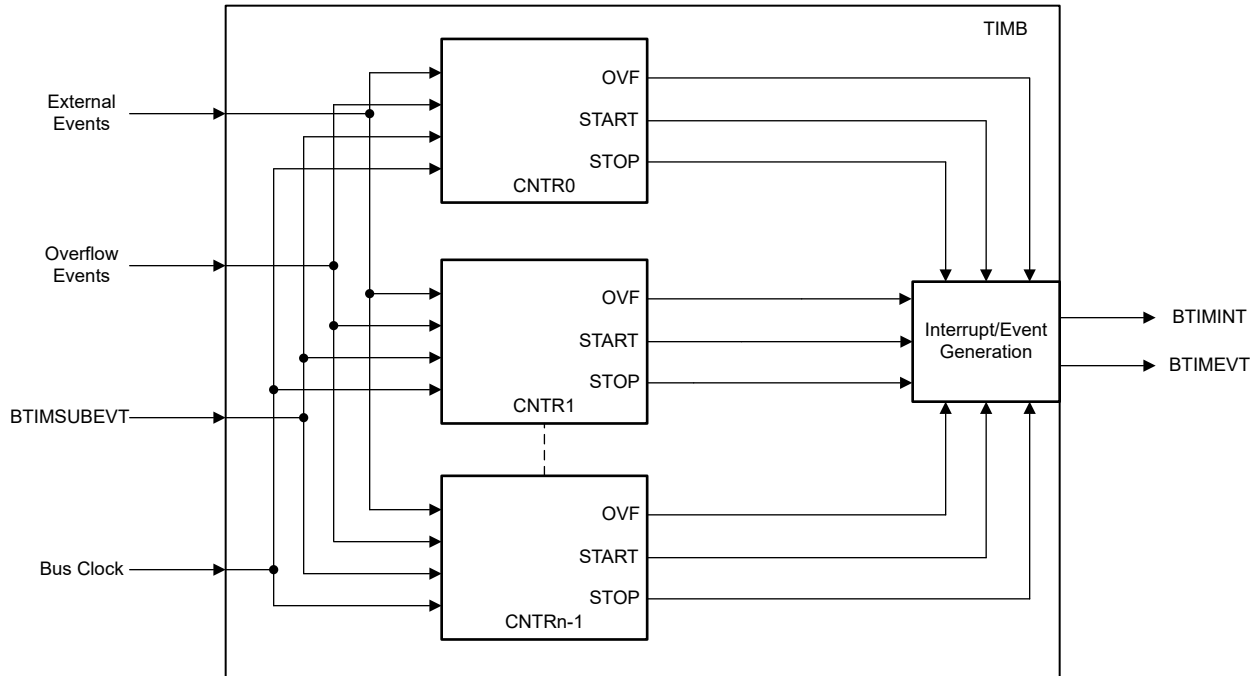 TIMB
External
Events
Overflow
Events
BTIMSUBEVT
Bus Clock
OVF
START
STOP
CNTR0
OVF
START
STOP
CNTR1
OVF
START
STOP
CNTRn-1
Interrupt/Event
Generation
BTIMINT
BTIMEVT